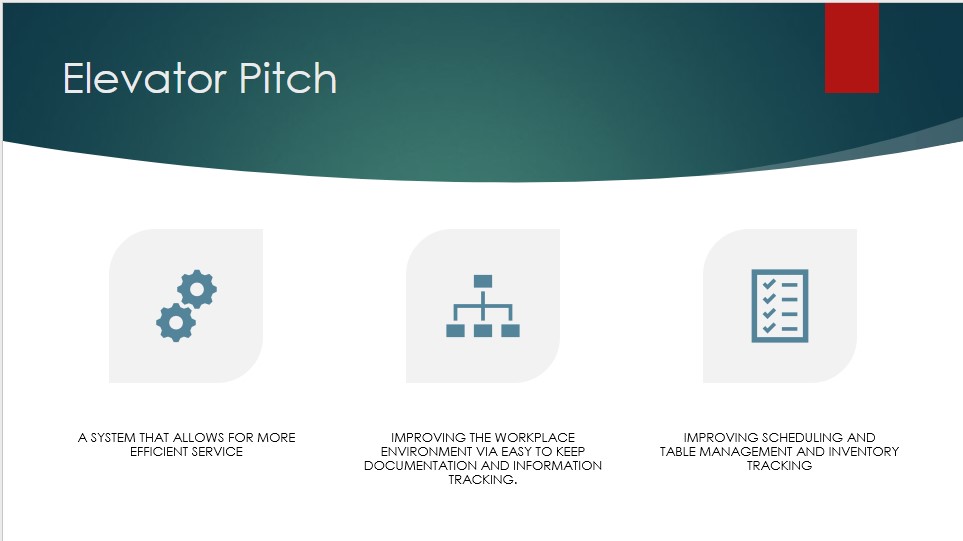 Elevator Pitch
A SYSTEM THAT ALLOWS FOR MORE
EFFICIENT SERVICE
IMPROVING THE WORKPLACE
ENVIRONMENT VIA EASY TO KEEP
DOCUMENTATION AND INFORMATION
TRACKING.
IMPROVING SCHEDULING AND
TABLE MANAGEMENT AND INVENTORY
TRACKING